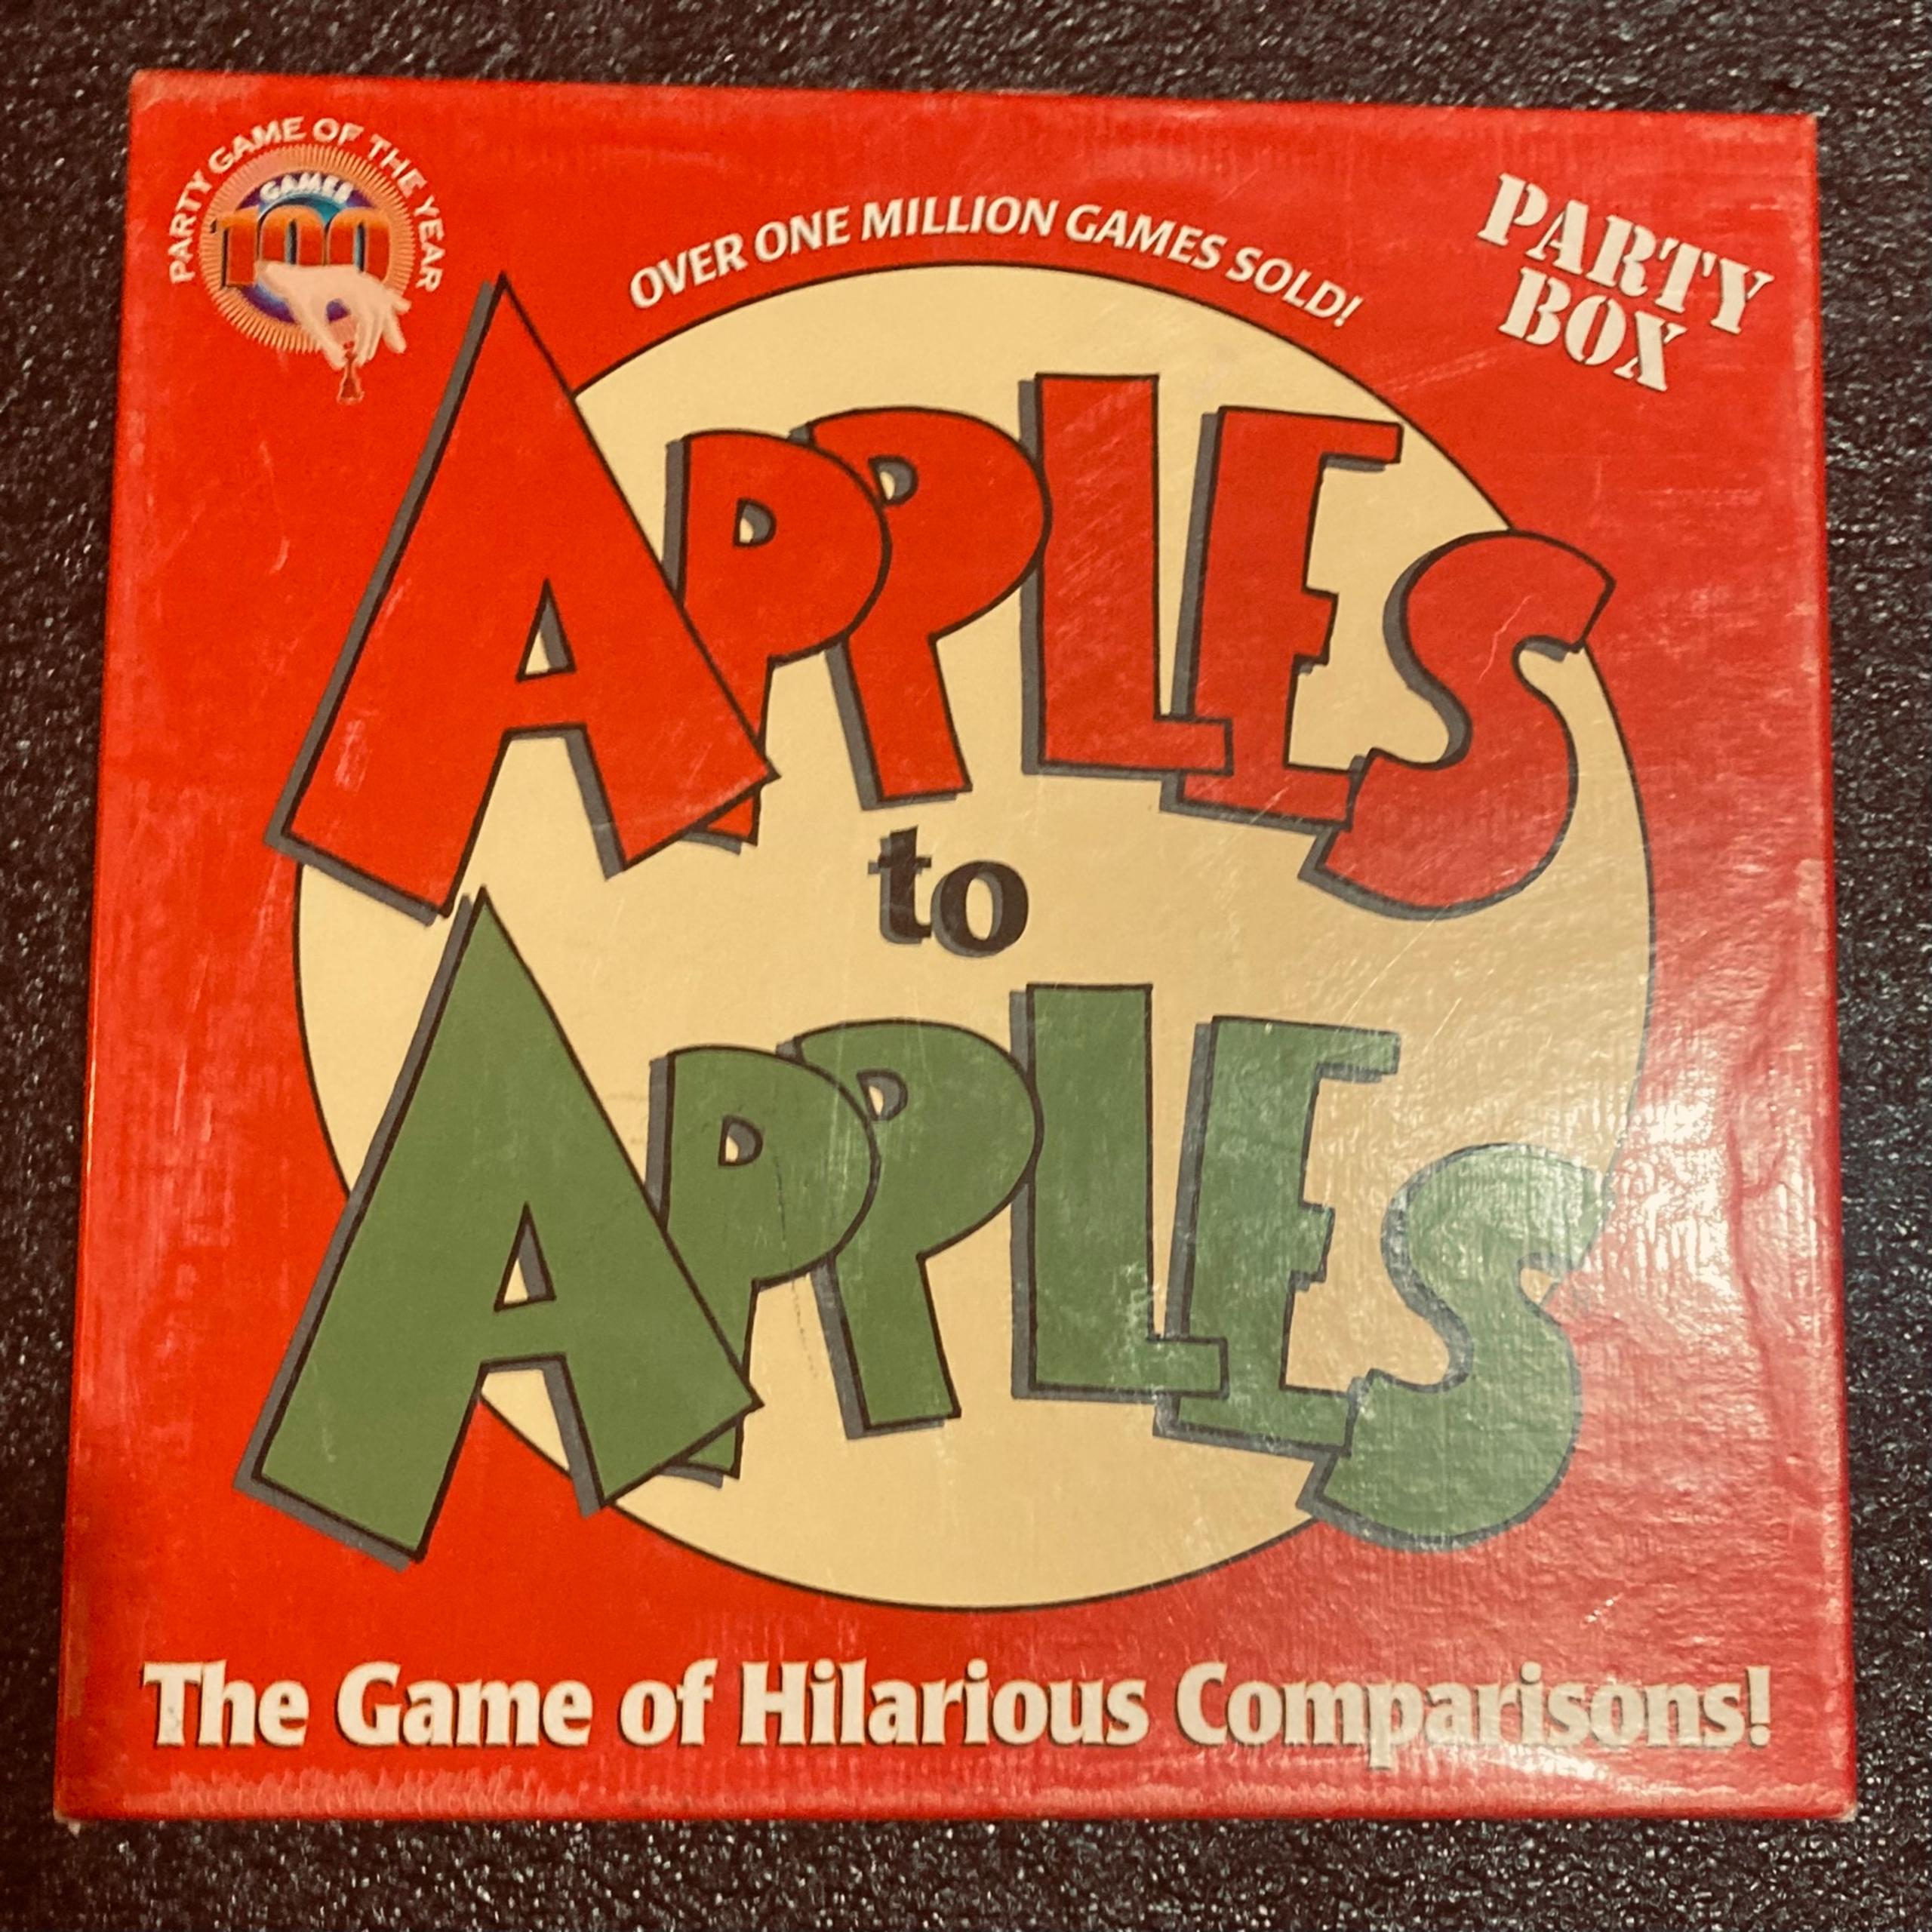 PARTY GAME OF THE YEAR
GAMES
100
OVER ONE MILLION GAMES SOLD!
PARTY
BOX
APPLES
to
APPLES
The Game of Hilarious Comparisons!